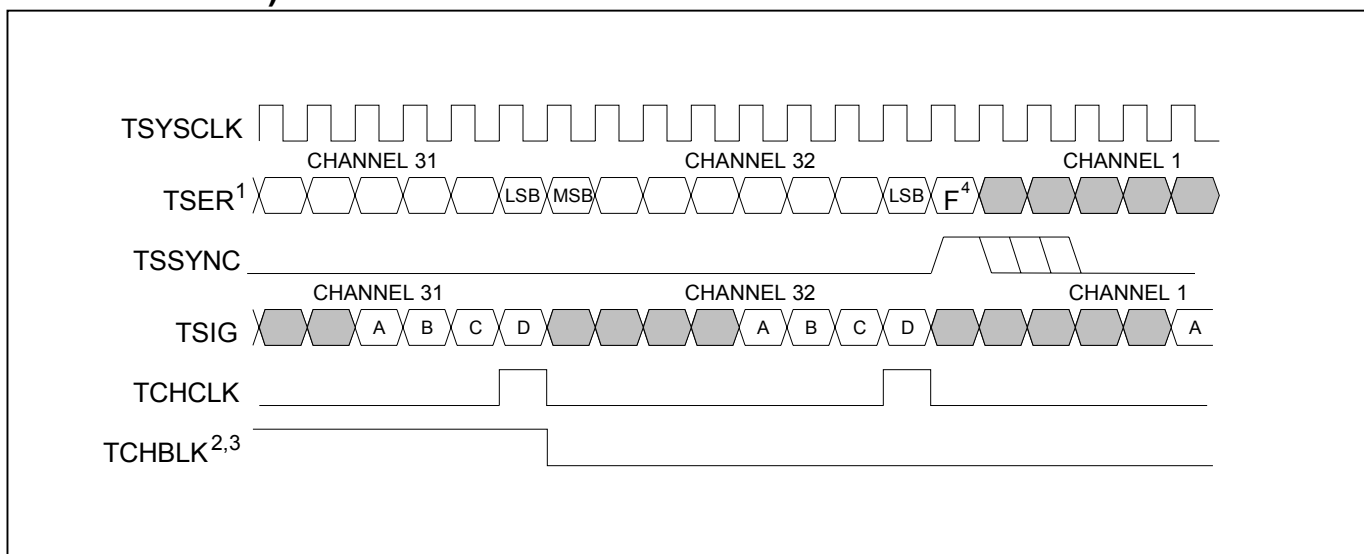 )
TSYSCLK
CHANNEL 31 CHANNEL 32 CHANNEL 1
TSER¹ LSB MSB LSB F⁴
TSSYNC
CHANNEL 31 CHANNEL 32 CHANNEL 1
TSIG A B C D A B C D A
TCHCLK
TCHBLK²,³